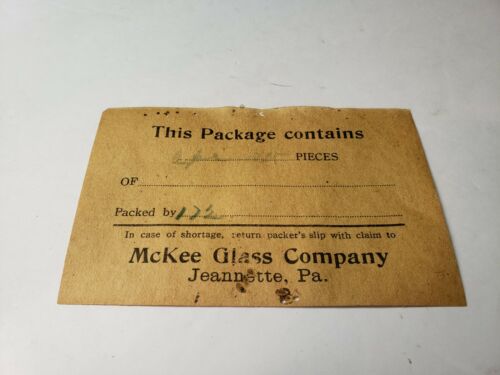 This Package contains
PIECES
OF
Packed by 172
In case of shortage, return packer's slip with claim to
McKee Glass Company
Jeannette, Pa.